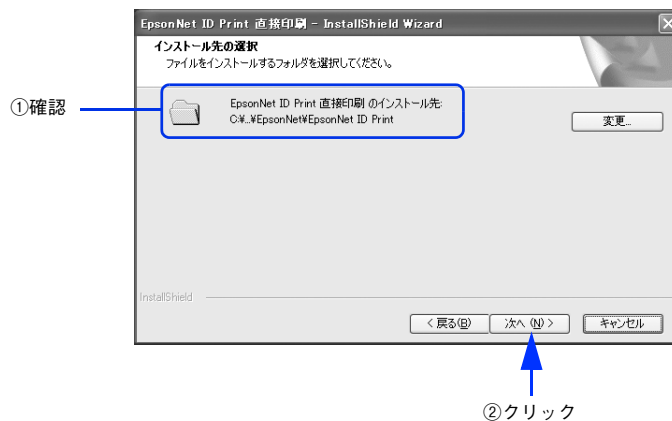 EpsonNet ID Print 直接印刷 - InstallShield Wizard
インストール先の選択
ファイルをインストールするフォルダを選択してください。
①確認
EpsonNet ID Print 直接印刷 のインストール先:
C:¥...¥EpsonNet¥EpsonNet ID Print
変更...
InstallShield
< 戻る(B)
次へ (N) >
キャンセル
②クリック